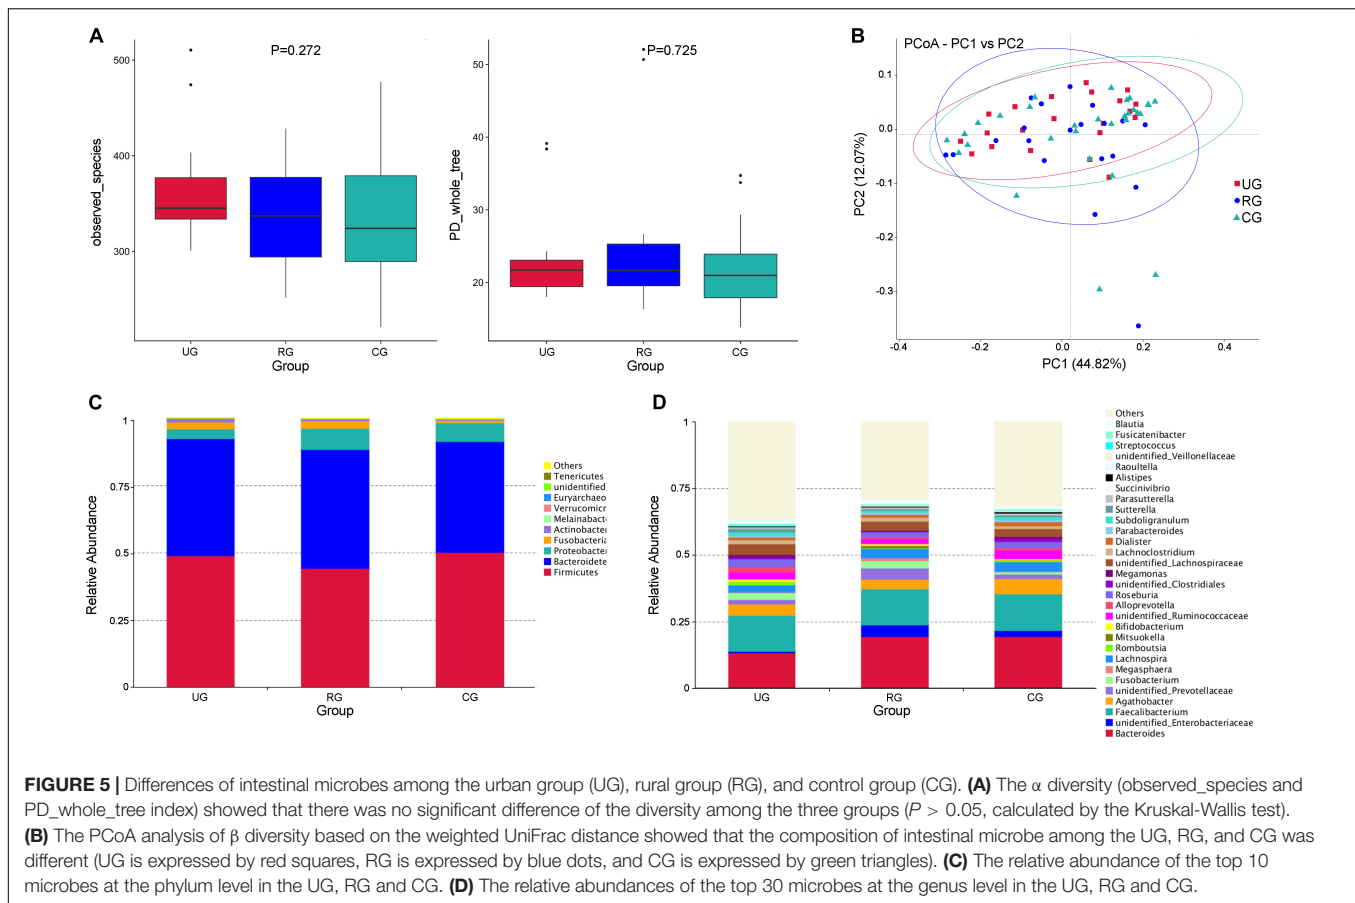 A
P=0.272
observed_species
500
400
300
UG
RG
CG
Group
P=0.725
PD_whole_tree
50
40
30
20
UG
RG
CG
Group
B
PCoA - PC1 vs PC2
PC2 (12.07%)
0.1
0.0
-0.1
-0.2
-0.3
-0.4
-0.2
0.0
0.2
0.4
PC1 (44.82%)
UG
RG
CG
C
Relative Abundance
1
0.75
0.5
0.25
0
UG
RG
CG
Group
Others
Tenericutes
unidentified_
Euryarchaeo
Verrucomicr
Melainabacte
Actinobacter
Fusobacteria
Proteobacter
Bacteroidete
Firmicutes
D
Relative Abundance
1
0.75
0.5
0.25
0
UG
RG
CG
Group
Others
Blautia
Fusicatenibacter
Streptococcus
unidentified_Veillonellaceae
Raoultella
Alistipes
Succinivibrio
Parasutterella
Sutterella
Subdoligranulum
Parabacteroides
Dialister
Lachnoclostridium
unidentified_Lachnospiraceae
Megamonas
unidentified_Clostridiales
Roseburia
Alloprevotella
unidentified_Ruminococcaceae
Bifidobacterium
Mitsuokella
Romboutsia
Lachnospira
Megasphaera
Fusobacterium
unidentified_Prevotellaceae
Agathobacter
Faecalibacterium
unidentified_Enterobacteriaceae
Bacteroides
FIGURE 5 | Differences of intestinal microbes among the urban group (UG), rural group (RG), and control group (CG). (A) The α diversity (observed_species and
PD_whole_tree index) showed that there was no significant difference of the diversity among the three groups (P > 0.05, calculated by the Kruskal-Wallis test).
(B) The PCoA analysis of β diversity based on the weighted UniFrac distance showed that the composition of intestinal microbe among the UG, RG, and CG was
different (UG is expressed by red squares, RG is expressed by blue dots, and CG is expressed by green triangles). (C) The relative abundance of the top 10
microbes at the phylum level in the UG, RG and CG. (D) The relative abundances of the top 30 microbes at the genus level in the UG, RG and CG.